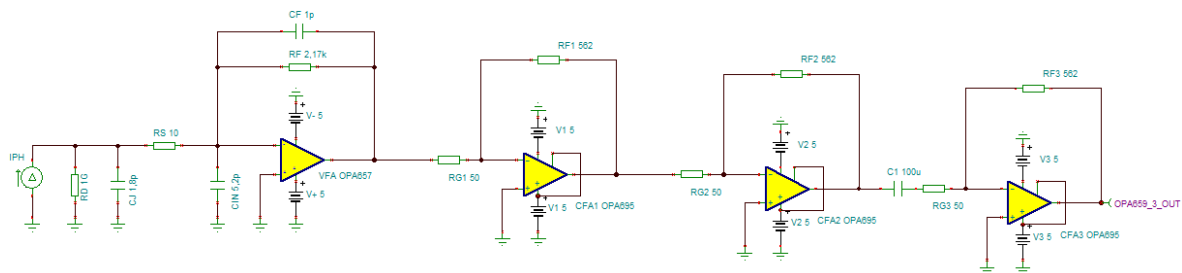 CF 1p
RF 2,17k
V- 5
IPH
RD 1G
CJ 1,8p
RS 10
CIN 5,2p
V+ 5
VFA OPA657
RF1 562
RG1 50
V1 5
V1 5
CFA1 OPA695
RF2 562
RG2 50
V2 5
V2 5
CFA2 OPA695
C1 100u
RG3 50
RF3 562
V3 5
V3 5
CFA3 OPA695
OPA659_3_OUT